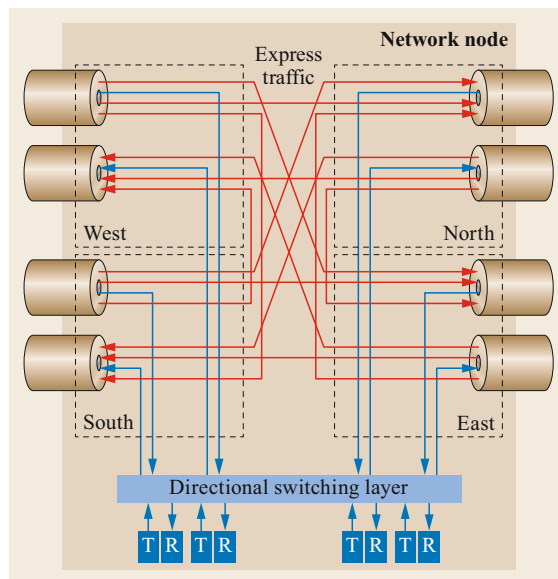 Network node
Express
traffic
West
North
South
East
Directional switching layer
T R T R T R T R